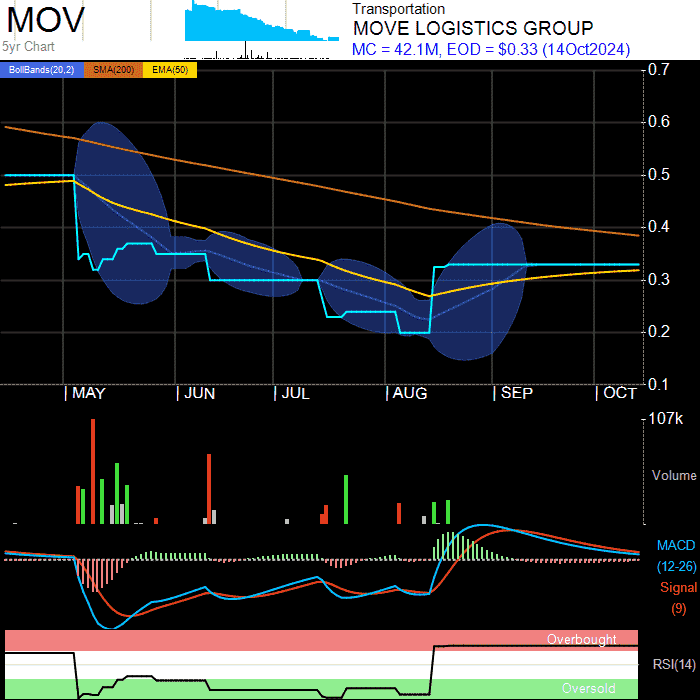 MOV
5yr Chart
Transportation
MOVE LOGISTICS GROUP
MC = 42.1M, EOD = $0.33 (14Oct2024)
BollBands(20,2) SMA(200) EMA(50)
0.7
0.6
0.5
0.4
0.3
0.2
0.1
| MAY | JUN | JUL | AUG | SEP | OCT
107k
Volume
MACD
(12-26)
Signal
(9)
Overbought
RSI(14)
Oversold